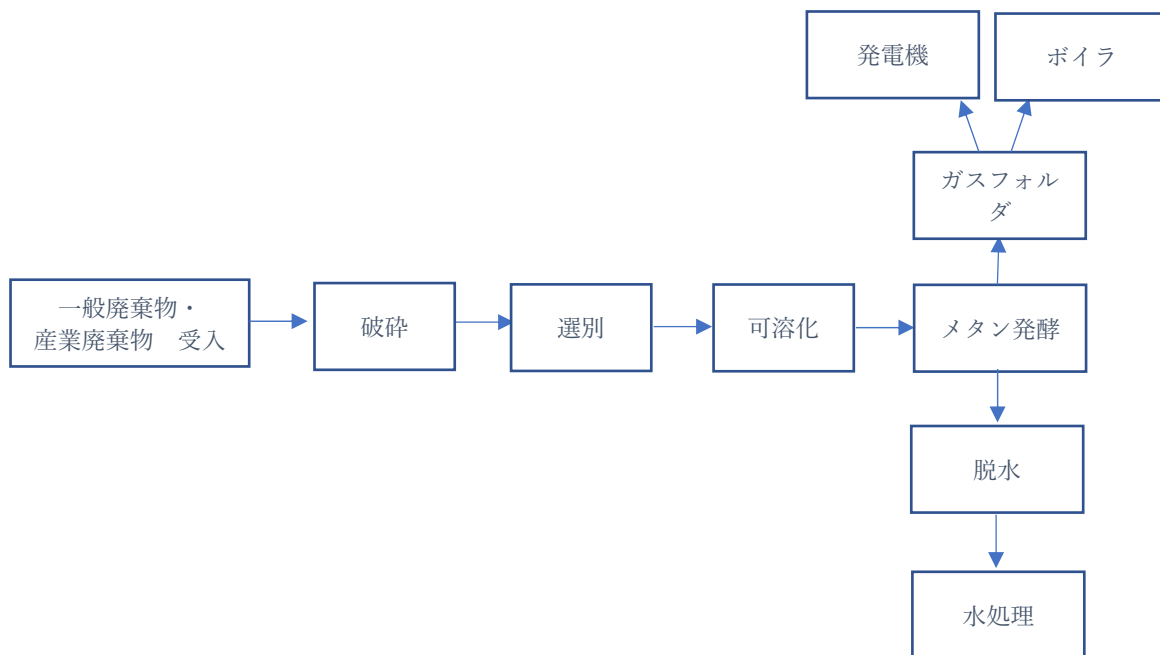 発電機
ボイラ
ガスフォル
ダ
一般廃棄物・
産業廃棄物　受入
破砕
選別
可溶化
メタン発酵
脱水
水処理